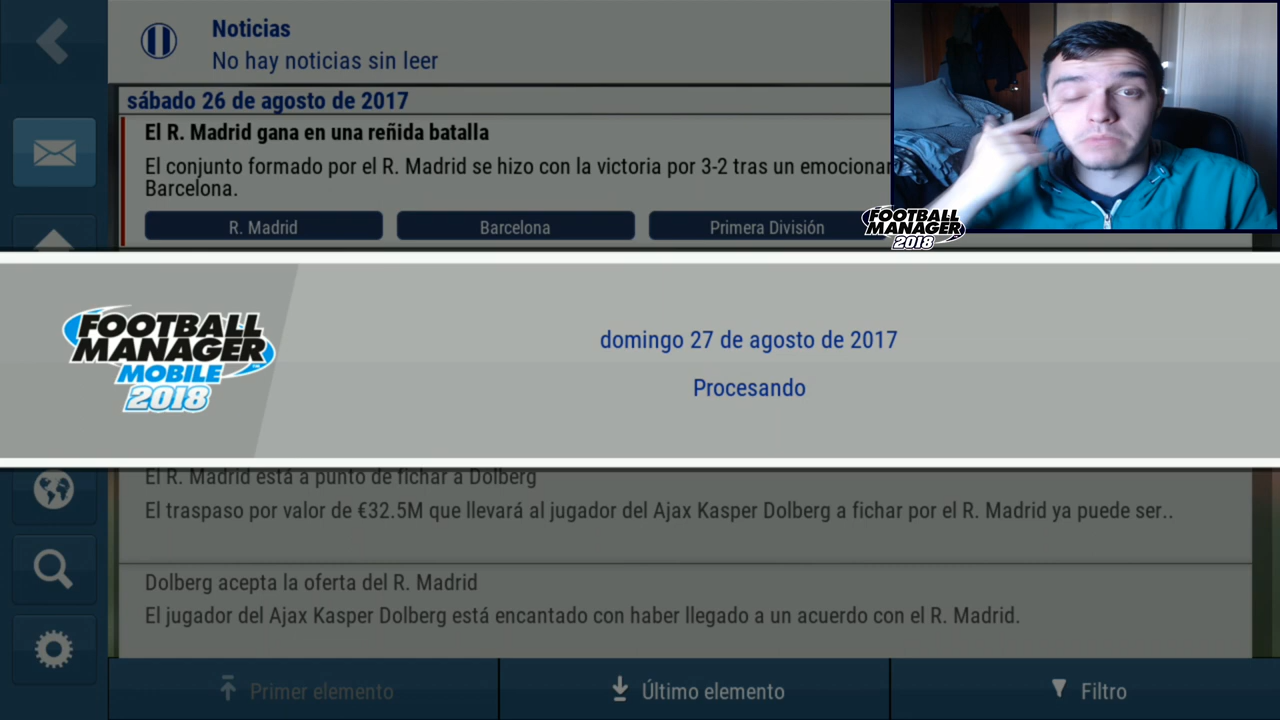 Noticias
No hay noticias sin leer
sábado 26 de agosto de 2017
El R. Madrid gana en una reñida batalla
El conjunto formado por el R. Madrid se hizo con la victoria por 3-2 tras un emocionar
Barcelona.
R. Madrid
Barcelona
Primera División
FOOTBALL
MANAGER
2018
FOOTBALL
MANAGER
MOBILE
2018
domingo 27 de agosto de 2017
Procesando
El R. Madrid está a punto de fichar a Dolberg
El traspaso por valor de €32.5M que llevará al jugador del Ajax Kasper Dolberg a fichar por el R. Madrid ya puede ser..
Dolberg acepta la oferta del R. Madrid
El jugador del Ajax Kasper Dolberg está encantado con haber llegado a un acuerdo con el R. Madrid.
Primer elemento
Último elemento
Filtro